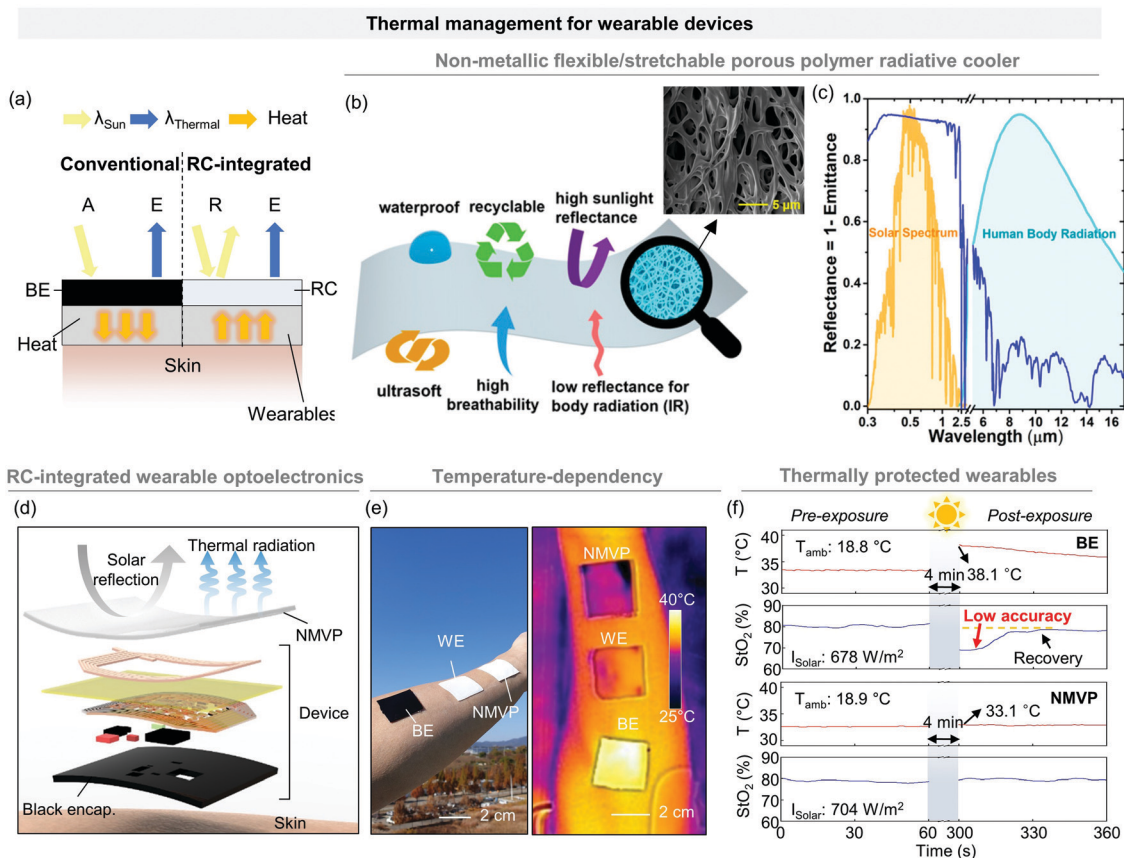 Thermal management for wearable devices
Non-metallic flexible/stretchable porous polymer radiative cooler
(a)
λSun
λThermal
Heat
Conventional
RC-integrated
A
E
R
E
BE
RC
Heat
Skin
Wearables
(b)
waterproof
recyclable
high sunlight
reflectance
5 μm
ultrasoft
high
breathability
low reflectance for
body radiation (IR)
(c)
Reflectance = 1- Emittance
1.0
0.8
0.6
0.4
0.2
0.0
Solar Spectrum
Human Body Radiation
0.3
0.5
1
2.5
6
8
10
12
14
16
Wavelength (μm)
RC-integrated wearable optoelectronics
(d)
Solar
reflection
Thermal radiation
NMVP
Device
Black encap.
Skin
Temperature-dependency
(e)
WE
BE
NMVP
2 cm
NMVP
40°C
WE
25°C
BE
2 cm
Thermally protected wearables
(f)
Pre-exposure
Post-exposure
T (°C)
40
35
30
Tamb: 18.8 °C
BE
4 min
38.1 °C
StO2 (%)
90
80
70
60
ISolar: 678 W/m2
Low accuracy
Recovery
T (°C)
40
35
30
Tamb: 18.9 °C
NMVP
4 min
33.1 °C
StO2 (%)
90
80
70
60
ISolar: 704 W/m2
0
30
60
300
330
360
Time (s)